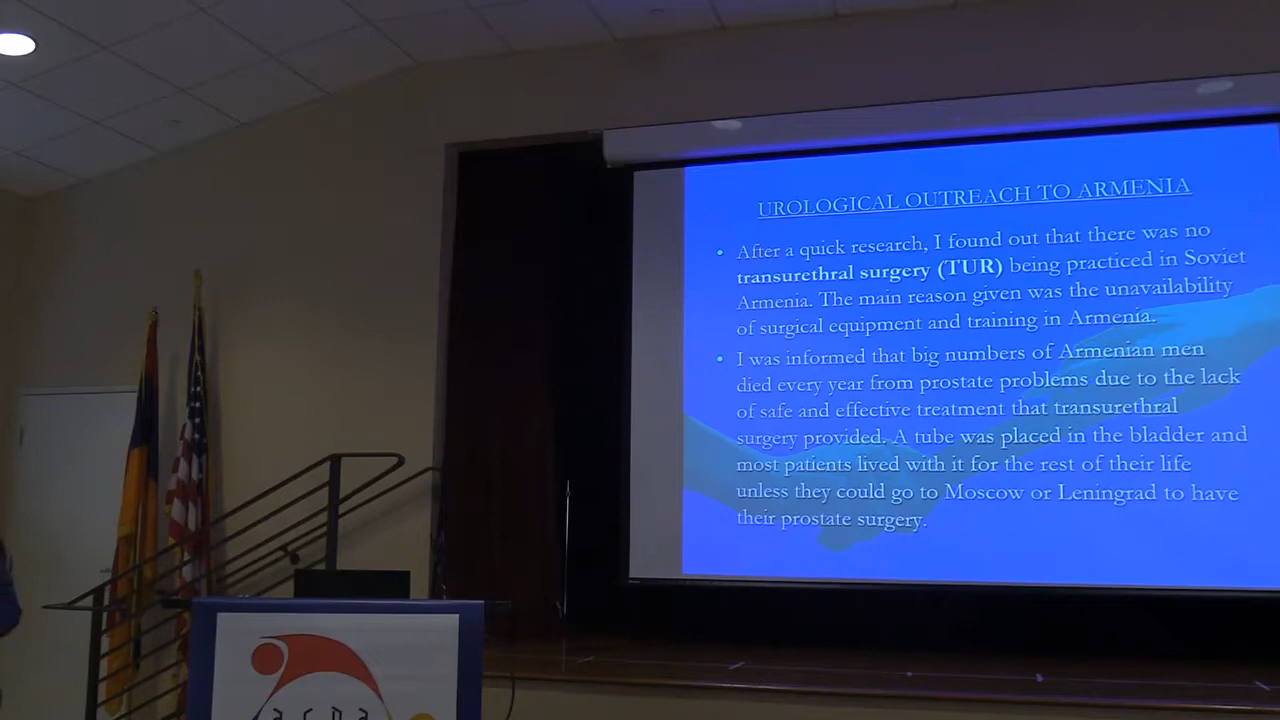 UROLOGICAL OUTREACH TO ARMENIA
• After a quick research, I found out that there was no
transurethral surgery (TUR) being practiced in Soviet
Armenia. The main reason given was the unavailability
of surgical equipment and training in Armenia.
• I was informed that big numbers of Armenian men
died every year from prostate problems due to the lack
of safe and effective treatment that transurethral
surgery provided. A tube was placed in the bladder and
most patients lived with it for the rest of their life
unless they could go to Moscow or Leningrad to have
their prostate surgery.